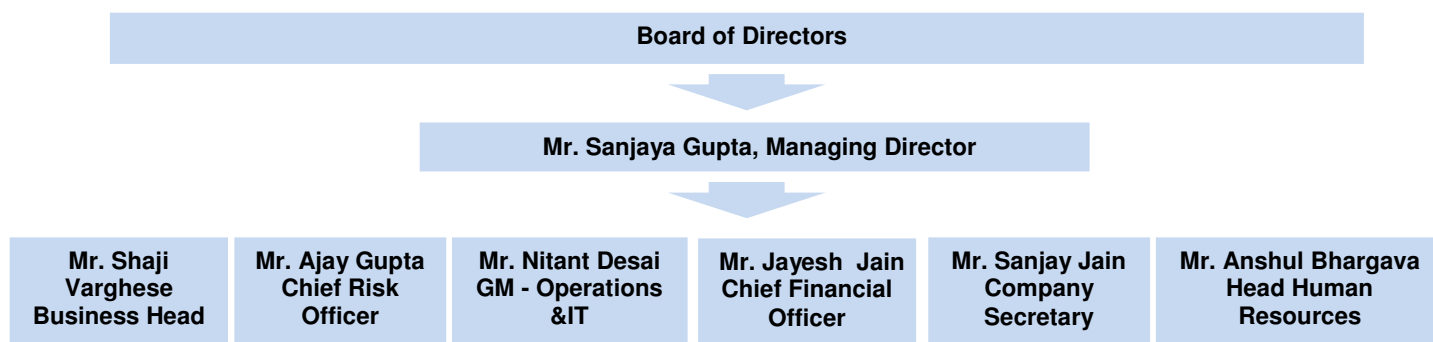 Board of Directors
Mr. Sanjaya Gupta, Managing Director
Mr. Shaji
Varghese
Business Head
Mr. Ajay Gupta
Chief Risk
Officer
Mr. Nitant Desai
GM - Operations
&IT
Mr. Jayesh Jain
Chief Financial
Officer
Mr. Sanjay Jain
Company
Secretary
Mr. Anshul Bhargava
Head Human
Resources